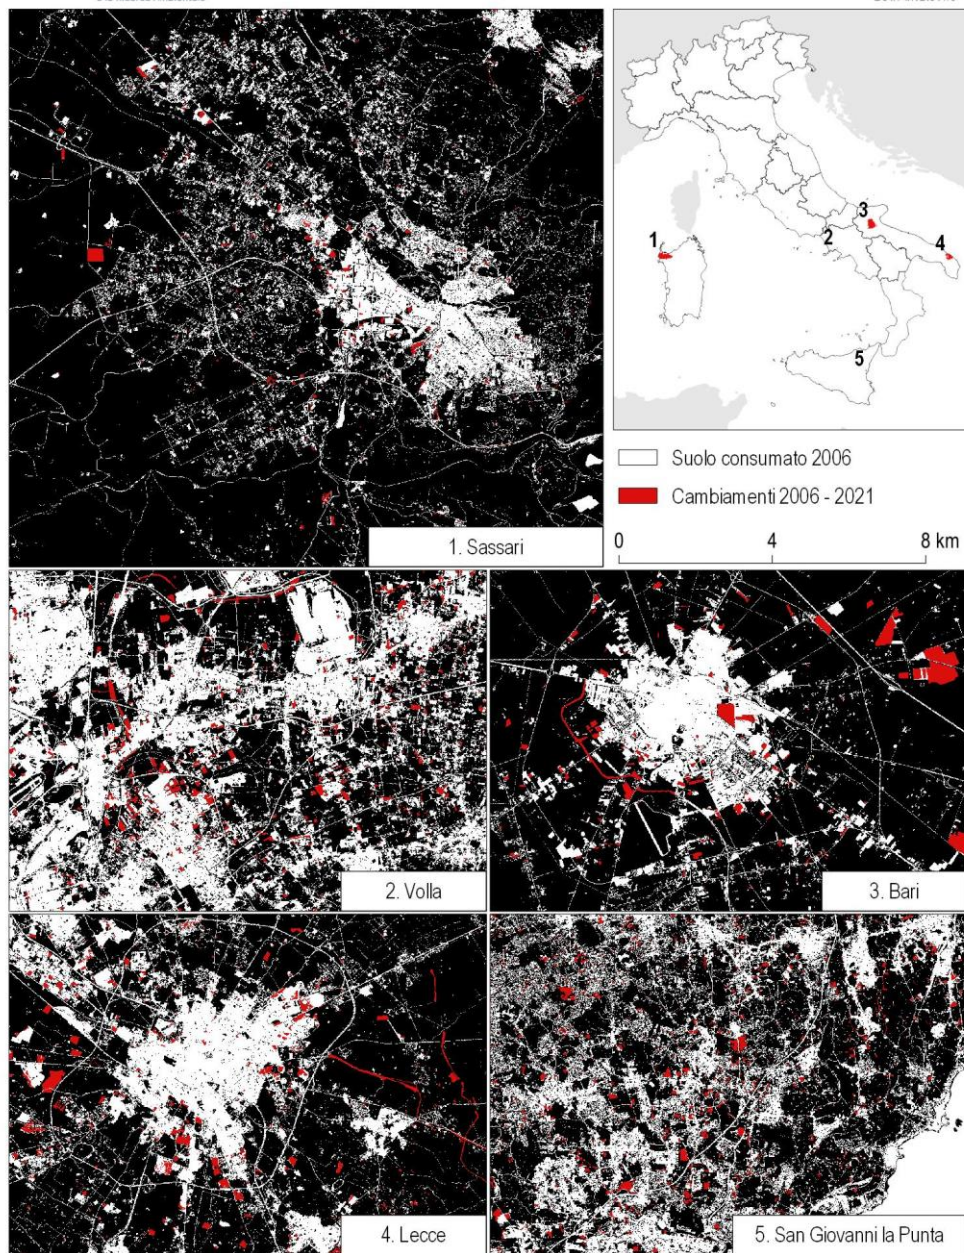 1
2
3
4
5
Suolo consumato 2006
Cambiamenti 2006 - 2021
0 4 8 km
1. Sassari
2. Volla
3. Bari
4. Lecce
5. San Giovanni la Punta